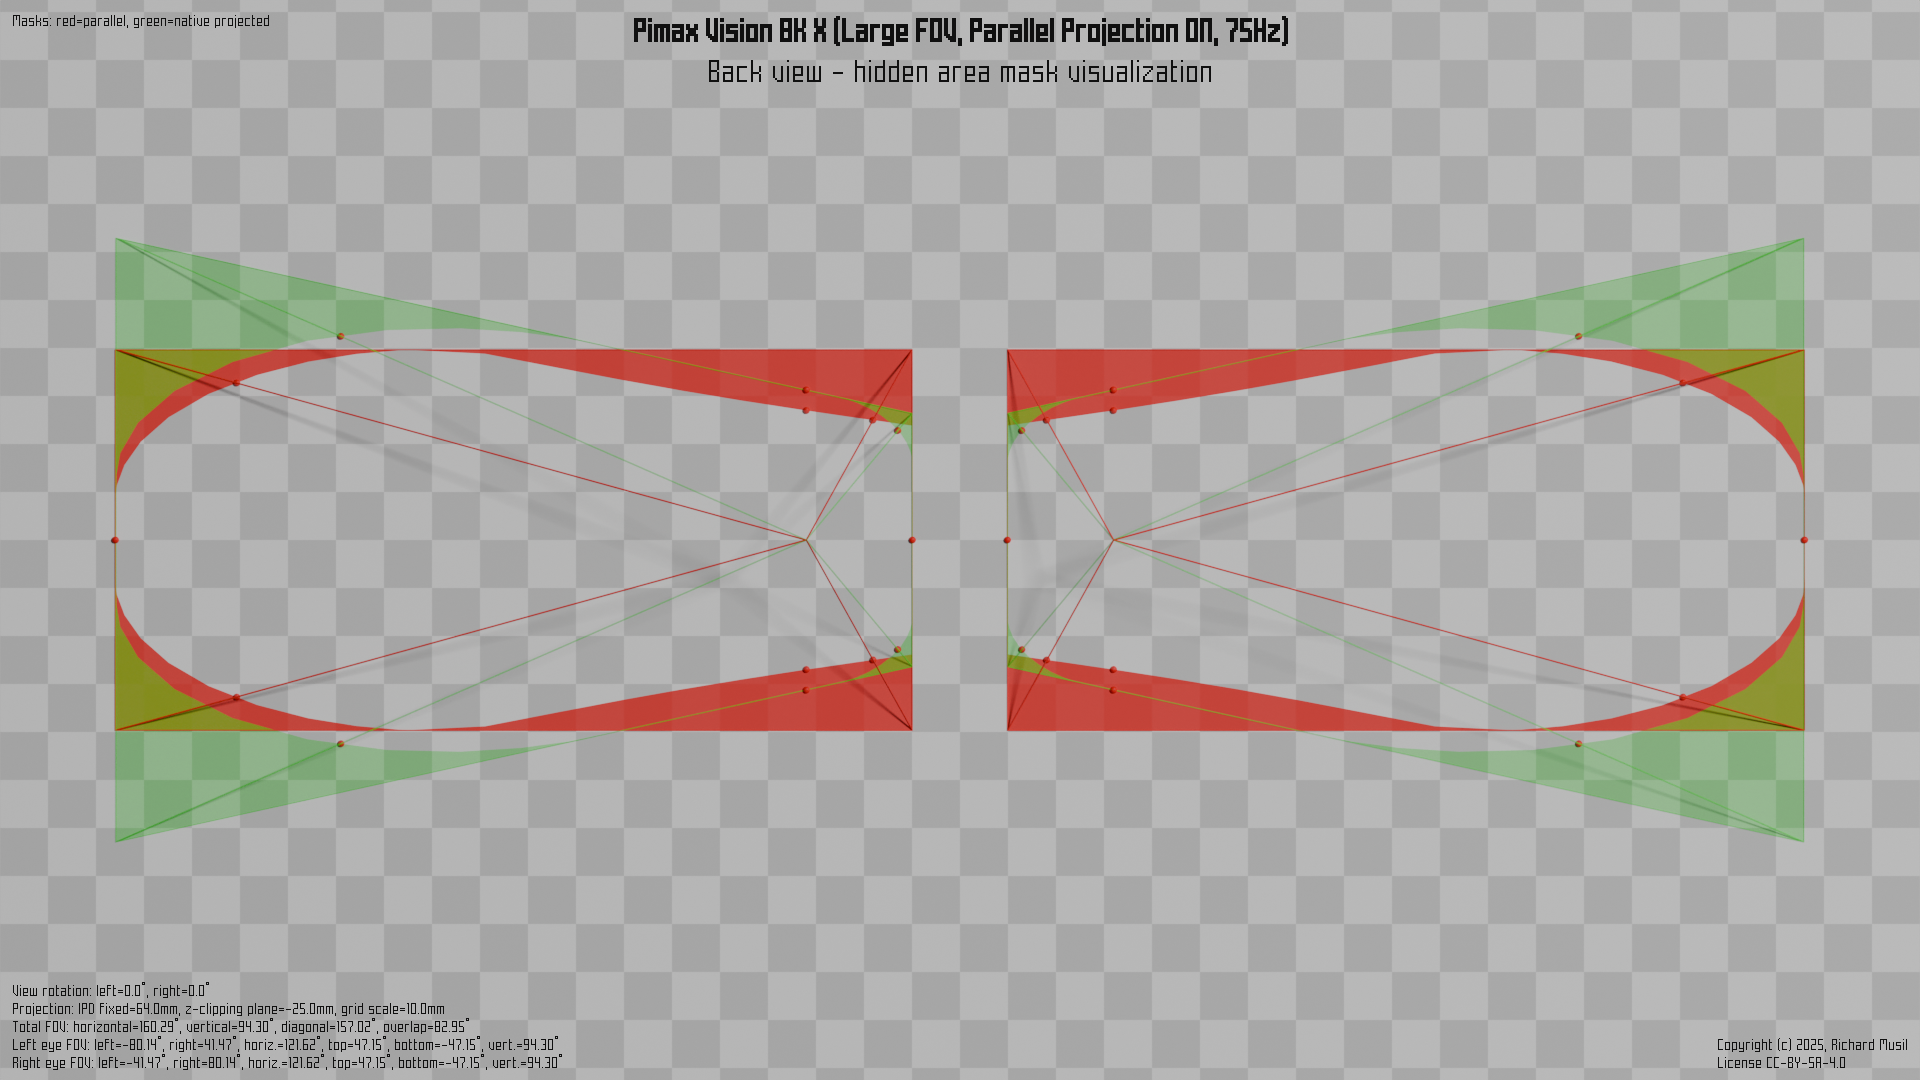 Masks: red=parallel, green=native projected
Pimax Vision 8K X (Large FOV, Parallel Projection ON, 75Hz)
Back view - hidden area mask visualization
View rotation: left=0.0°, right=0.0°
Projection: IPD fixed=64.0mm, z-clipping plane=-25.0mm, grid scale=10.0mm
Total FOV: horizontal=160.29°, vertical=94.30°, diagonal=157.02°, overlap=82.95°
Left eye FOV: left=-80.14°, right=41.47°, horiz.=121.62°, top=47.15°, bottom=-47.15°, vert.=94.30°
Right eye FOV: left=-41.47°, right=80.14°, horiz.=121.62°, top=47.15°, bottom=-47.15°, vert.=94.30°
Copyright (c) 2025, Richard Musil
License CC-BY-SA-4.0